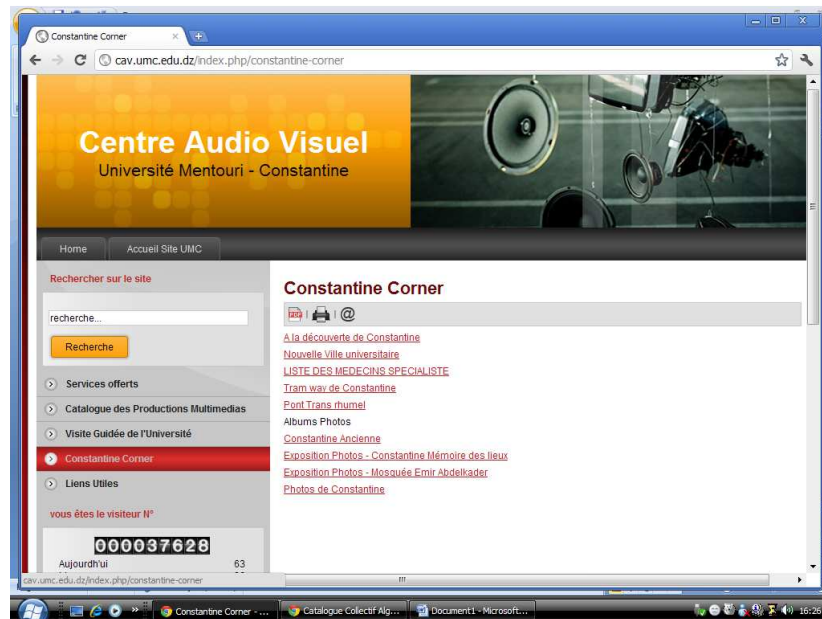 Constantine Corner
cav.umc.edu.dz/index.php/constantine-corner
Centre Audio Visuel
Université Mentouri - Constantine
Home
Accueil Site UMC
Rechercher sur le site
recherche...
Recherche
Services offerts
Catalogue des Productions Multimedias
Visite Guidée de l'Université
Constantine Corner
Liens Utiles
vous êtes le visiteur N°
000037628
Aujourd'hui 63
Constantine Corner
PDF
A la découverte de Constantine
Nouvelle Ville universitaire
LISTE DES MEDECINS SPECIALISTE
Tram way de Constantine
Pont Trans rhumel
Albums Photos
Constantine Ancienne
Exposition Photos - Constantine Mémoire des lieux
Exposition Photos - Mosquée Emir Abdelkader
Photos de Constantine
cav.umc.edu.dz/index.php/constantine-corner
Constantine Corner - ...
Catalogue Collectif Alg...
Document1 - Microsoft...
16:26